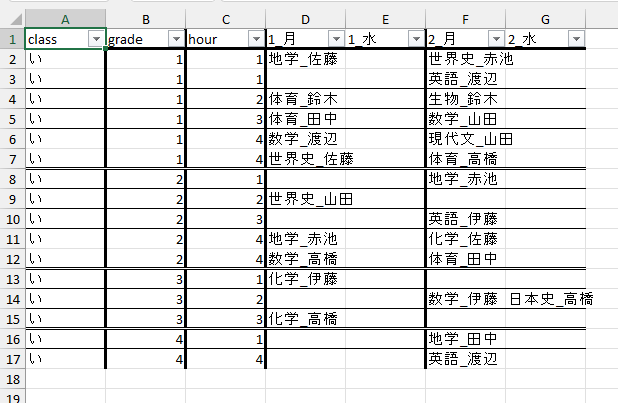 A B C D E F G
1 class grade hour 1_月 1_水 2_月 2_水
2 い 1 1 地学_佐藤 世界史_赤池
3 い 1 1 英語_渡辺
4 い 1 2 体育_鈴木 生物_鈴木
5 い 1 3 体育_田中 数学_山田
6 い 1 4 数学_渡辺 現代文_山田
7 い 1 4 世界史_佐藤 体育_高橋
8 い 2 1 地学_赤池
9 い 2 2 世界史_山田
10 い 2 3 英語_伊藤
11 い 2 4 地学_赤池 化学_佐藤
12 い 2 4 数学_高橋 体育_田中
13 い 3 1 化学_伊藤
14 い 3 2 数学_伊藤 日本史_高橋
15 い 3 3 化学_高橋
16 い 4 1 地学_田中
17 い 4 4 英語_渡辺
18
19